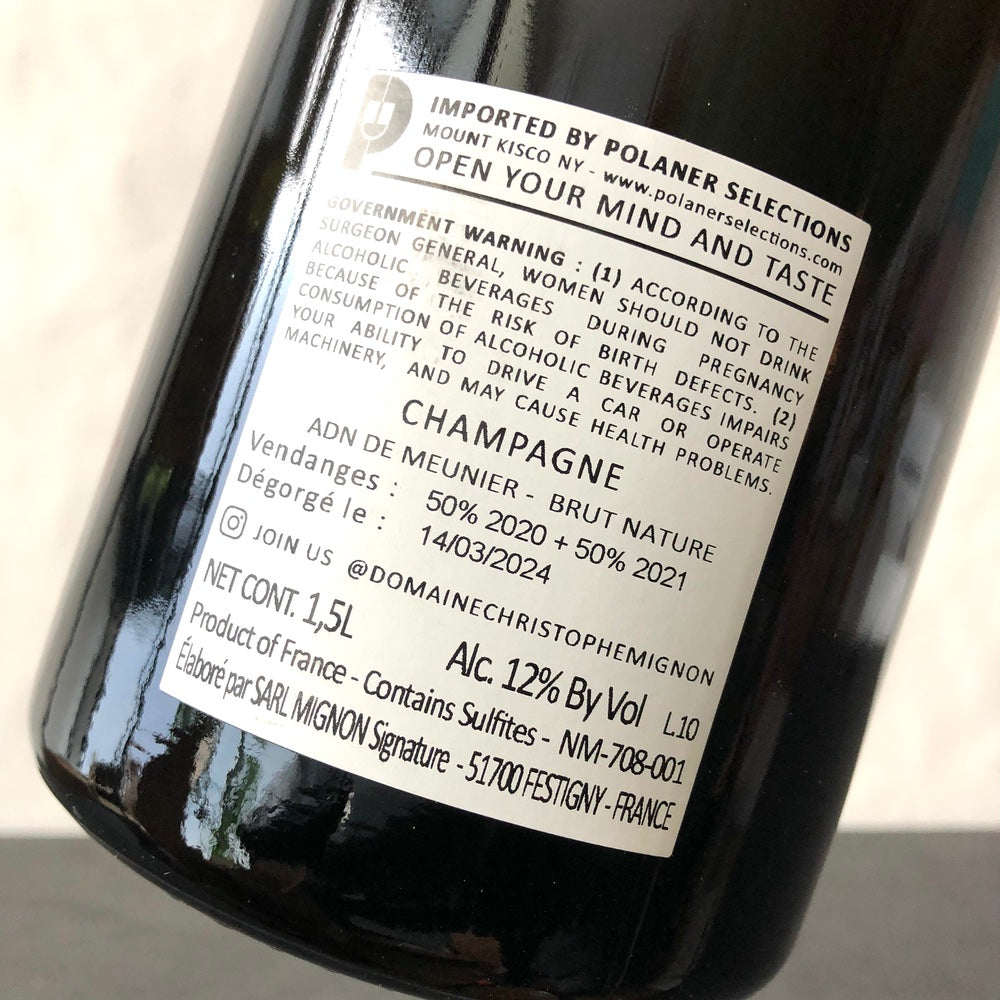 IMPORTED BY POLANER SELECTIONS
MOUNT KISCO NY - www.polanerselections.com
OPEN YOUR MIND AND TASTE
GOVERNMENT WARNING : (1) ACCORDING TO THE
SURGEON GENERAL, WOMEN SHOULD NOT DRINK
ALCOHOLIC BEVERAGES DURING PREGNANCY
BECAUSE OF THE RISK OF BIRTH DEFECTS. (2)
CONSUMPTION OF ALCOHOLIC BEVERAGES IMPAIRS
YOUR ABILITY TO DRIVE A CAR OR OPERATE
MACHINERY, AND MAY CAUSE HEALTH PROBLEMS.
CHAMPAGNE
ADN DE MEUNIER - BRUT NATURE
Vendanges : 50% 2020 + 50% 2021
Dégorgé le : 14/03/2024
JOIN US @DOMAINECHRISTOPHEMIGNON
NET CONT. 1,5L Alc. 12% By Vol L10
Product of France - Contains Sulfites - NM-708-001
Élaboré par SARL MIGNON Signature - 51700 FESTIGNY - FRANCE